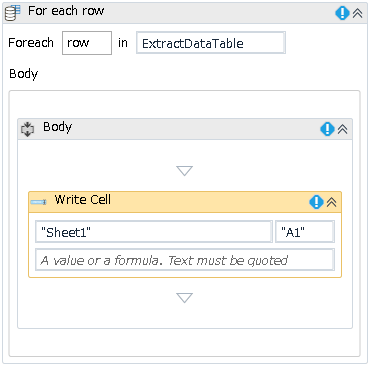 For each row
Foreach row in ExtractDataTable
Body
Body
Write Cell
"Sheet1" "A1"
A value or a formula. Text must be quoted